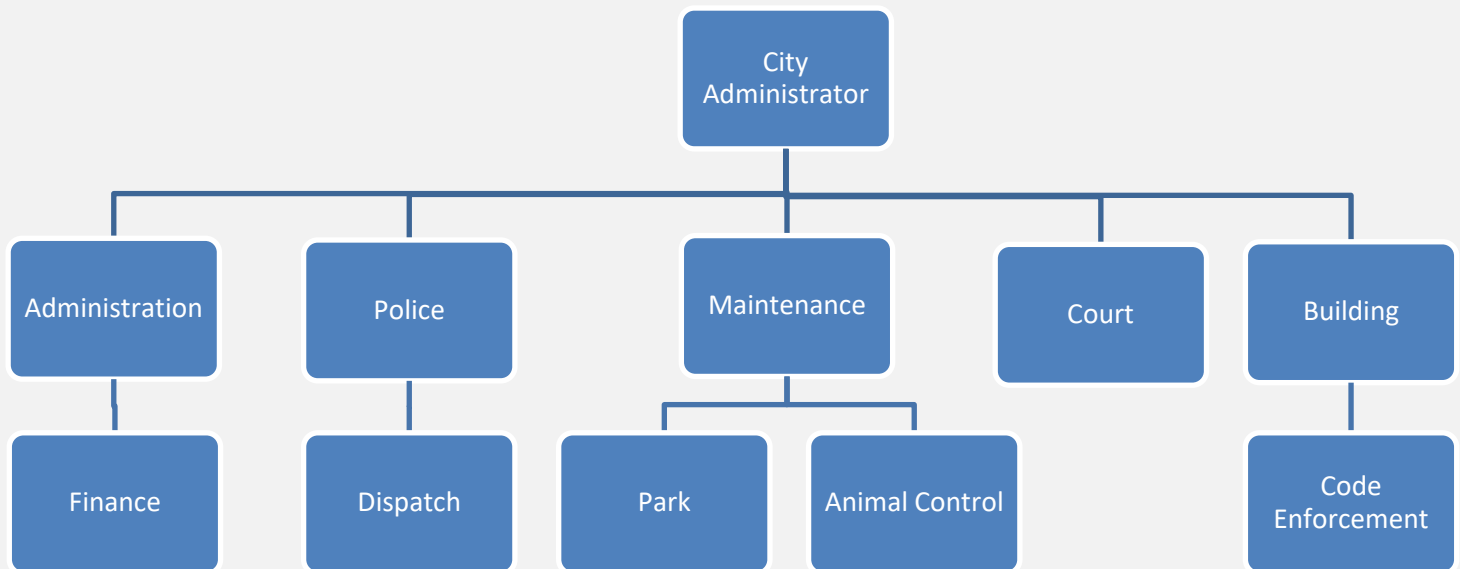 City
Administrator
Administration
Police
Maintenance
Court
Building
Finance
Dispatch
Park
Animal Control
Code
Enforcement